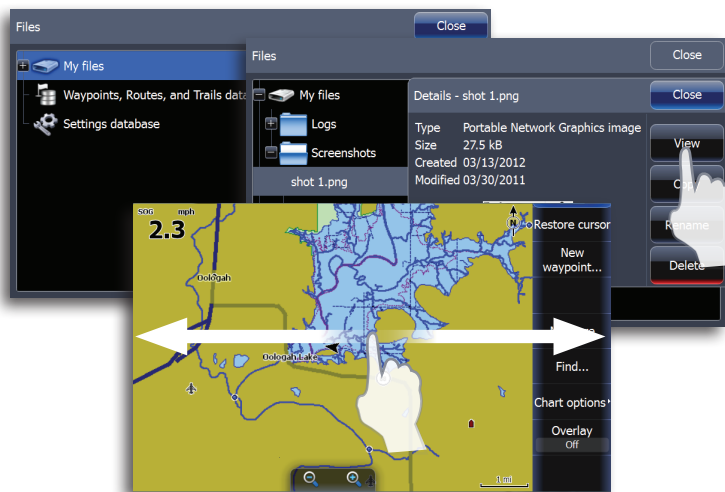 Files
Close
My files
Waypoints, Routes, and Trails data
Settings database
Files
Close
My files
Logs
Screenshots
shot 1.png
Details - shot 1.png
Close
Type Portable Network Graphics image
Size 27.5 kB
Created 03/13/2012
Modified 03/30/2011
View
Copy
Rename
Delete
SOG mph
2.3
N
Oologah
Oologah Lake
1 mi
Restore cursor
New
waypoint...
Find...
Chart options
Overlay
Off